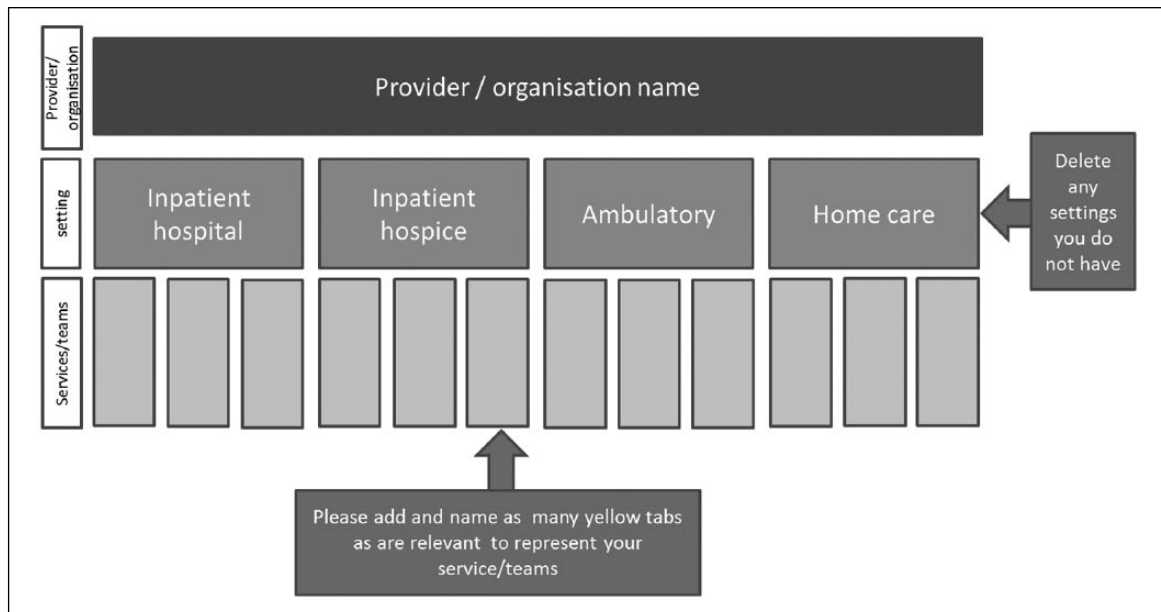 Provider/
organisation
Provider / organisation name
setting
Inpatient
hospital
Inpatient
hospice
Ambulatory
Home care
Delete
any
settings
you do
not have
Services/teams
Please add and name as many yellow tabs
as are relevant to represent your
service/teams